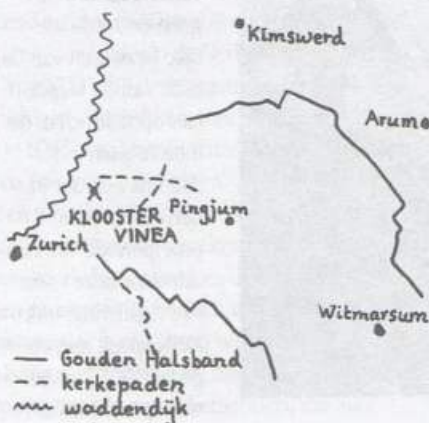 Kimswerd
Arum
KLOOSTER
VINEA
Pingjum
Zurich
Witmarsum
Gouden Halsband
kerkepaden
waddendijk